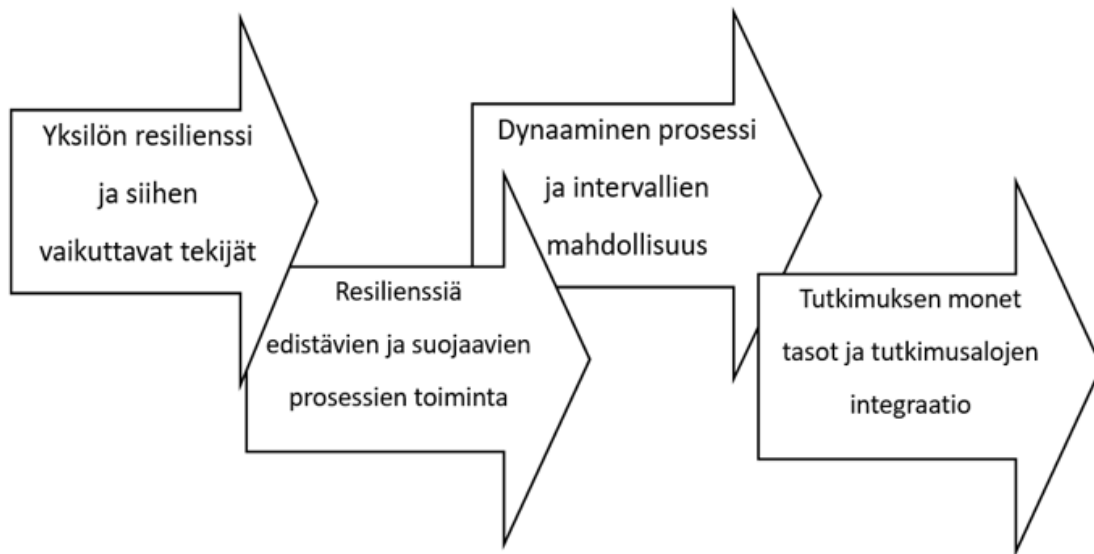 Yksilön resilienssi
ja siihen
vaikuttavat tekijät
Resilienssiä
edistävien ja suojaavien
prosessien toiminta
Dynaaminen prosessi
ja intervallien
mahdollisuus
Tutkimuksen monet
tasot ja tutkimusalojen
integraatio